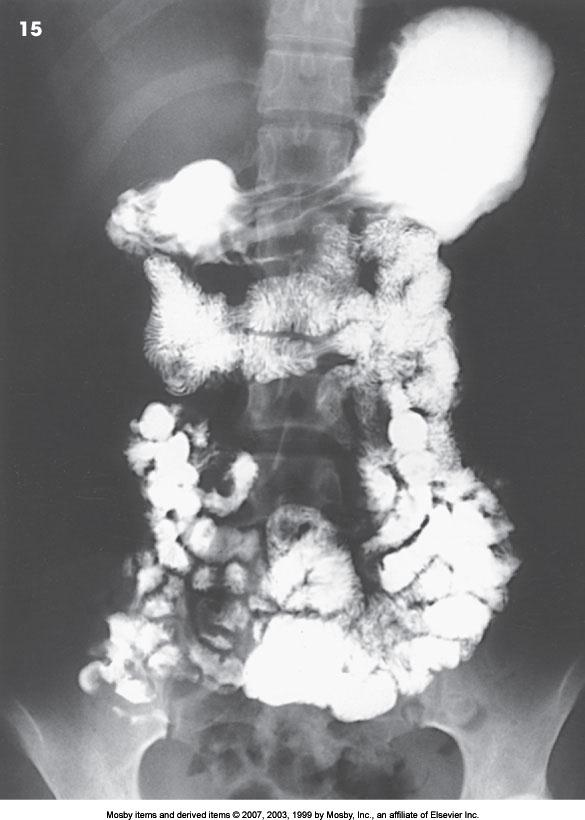 15
Mosby items and derived items © 2007, 2003, 1999 by Mosby, Inc., an affiliate of Elsevier Inc.